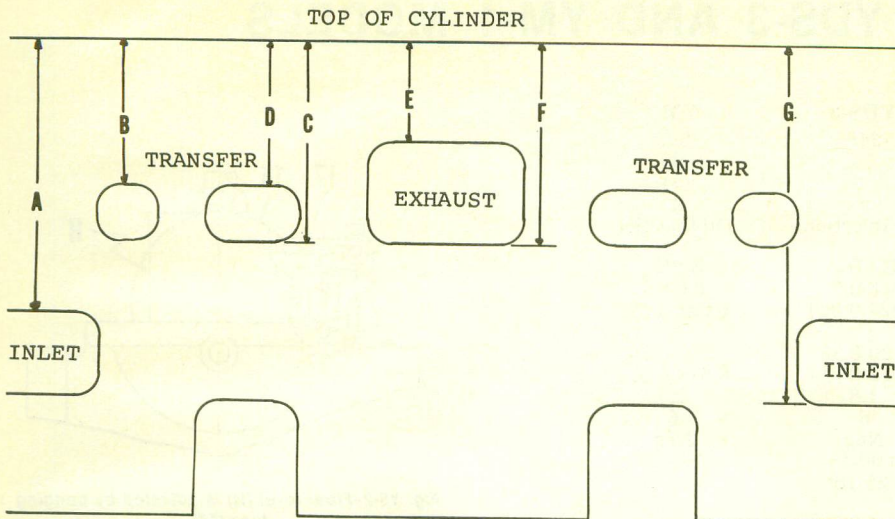 TOP OF CYLINDER
A
B
D
C
E
F
G
TRANSFER
TRANSFER
EXHAUST
INLET
INLET